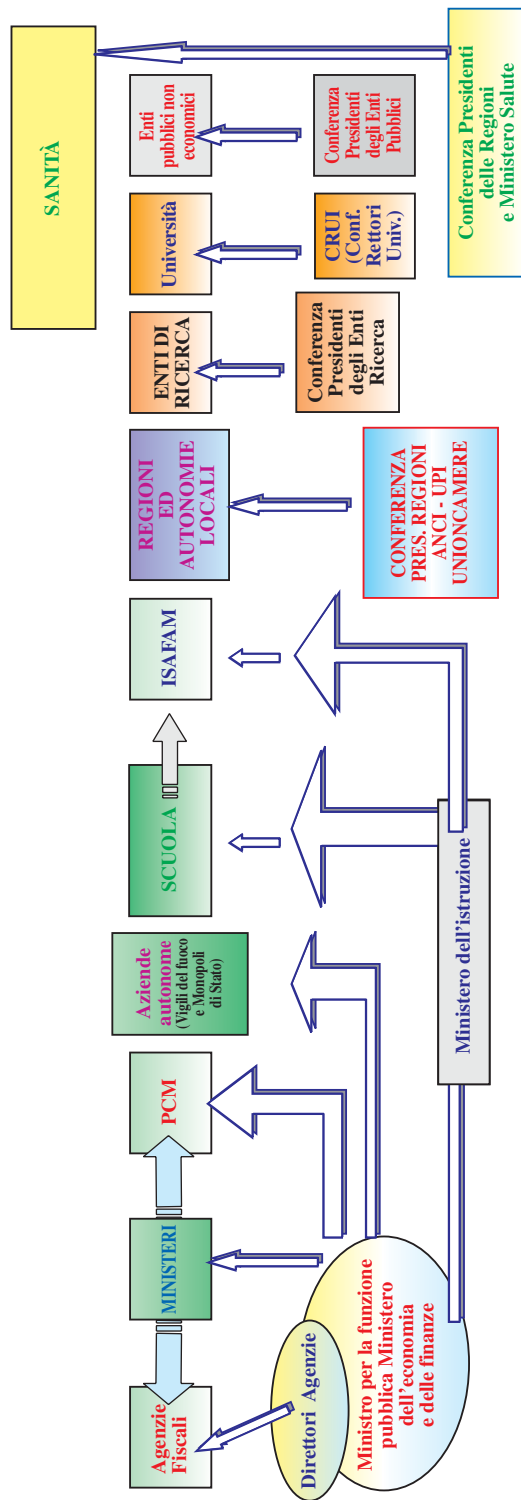 Agenzie
Fiscali
MINISTERI
PCM
Aziende
autonome
(Vigili del fuoco
e Monopoli
di Stato)
SCUOLA
ISAFAM
REGIONI
ED
AUTONOMIE
LOCALI
ENTI DI
RICERCA
Università
Enti
pubblici non
economici
SANITÀ
Direttori Agenzie
Ministro per la funzione
pubblica Ministero
dell'economia
e delle finanze
Ministero dell'istruzione
CONFERENZA
PRES. REGIONI
ANCI - UPI
UNIONCAMERE
Conferenza
Presidenti
degli Enti
Ricerca
CRUI
(Conf.
Rettori
Univ.)
Conferenza
Presidenti
degli Enti
Pubblici
Conferenza Presidenti
delle Regioni
e Ministero Salute